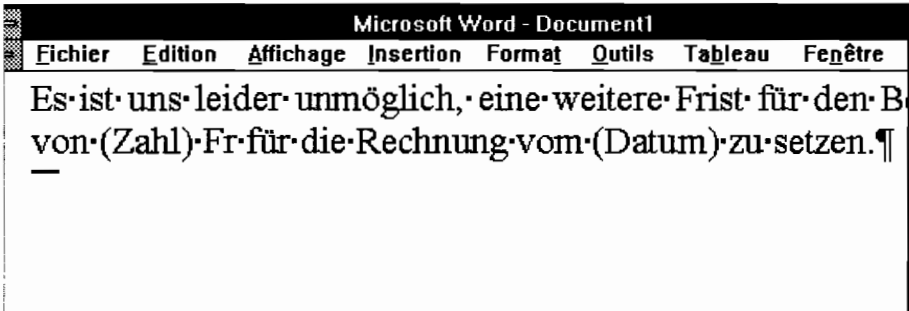 Microsoft Word - Document1
Fichier Edition Affichage Insertion Format Outils Tableau Fenêtre
Es·ist·uns·leider·unmöglich,·eine·weitere·Frist·für·den·
von·(Zahl)·Fr·für·die·Rechnung·vom·(Datum)·zu·setzen.¶